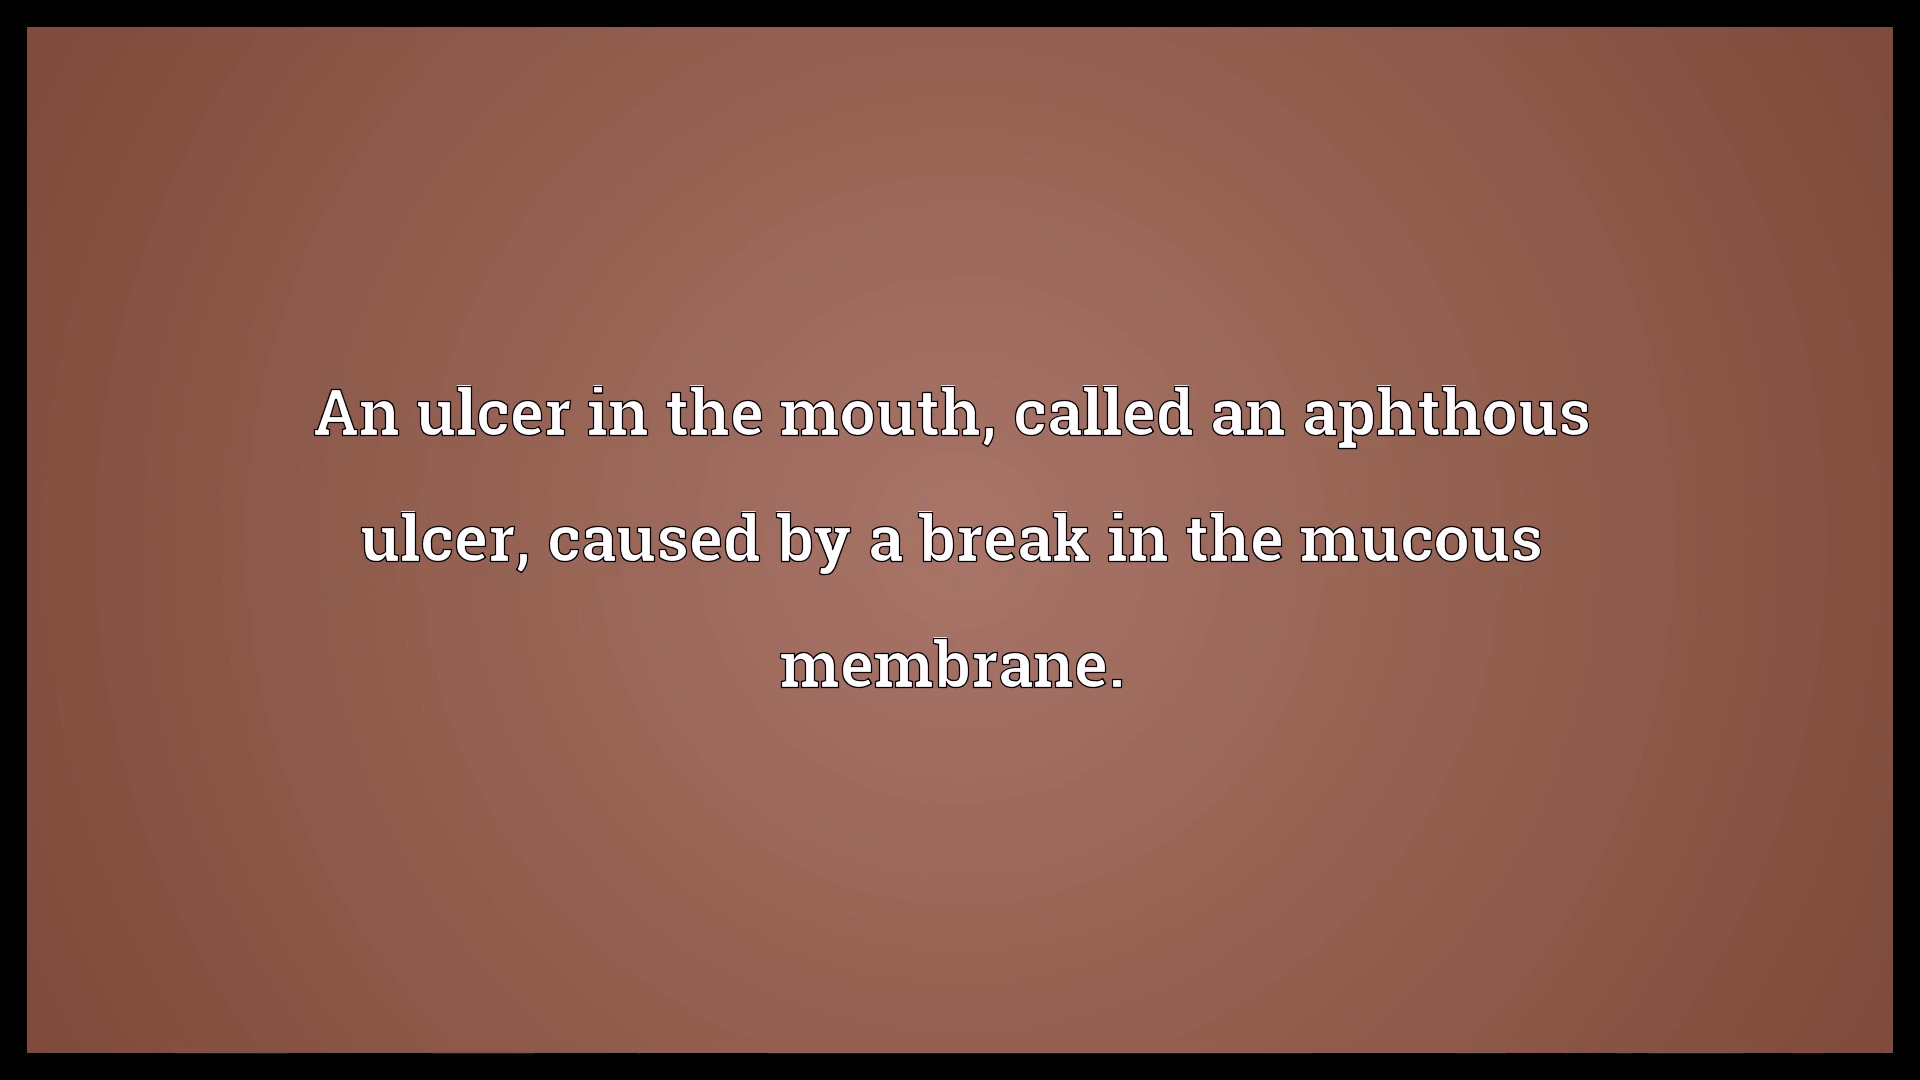 An ulcer in the mouth, called an aphthous
ulcer, caused by a break in the mucous
membrane.